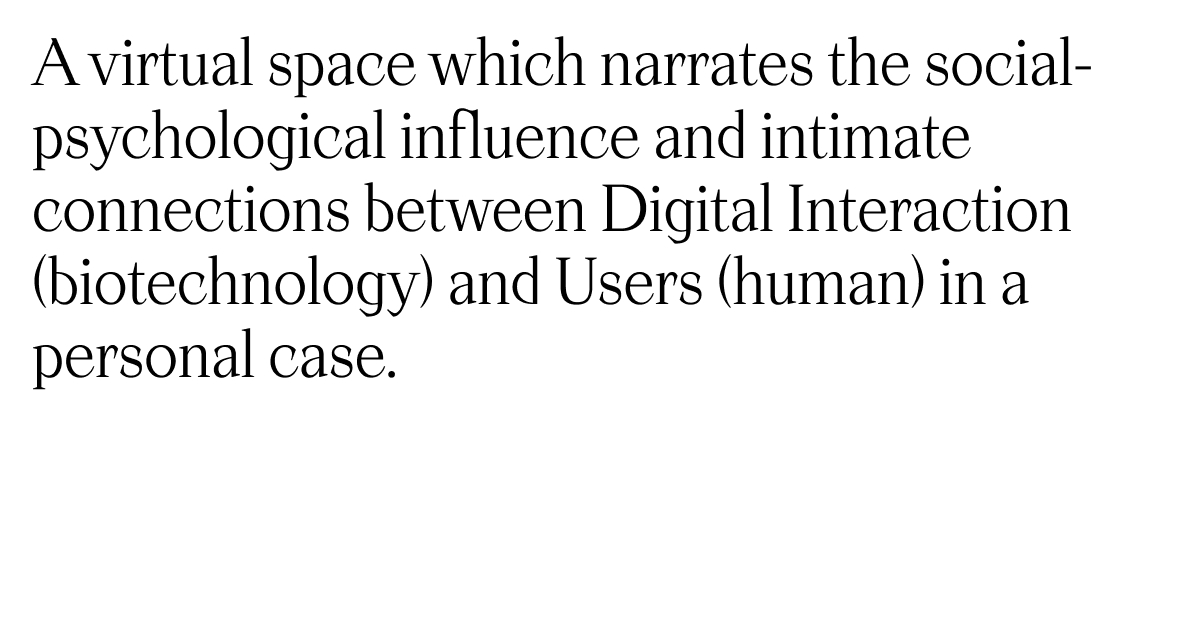 A virtual space which narrates the social-
psychological influence and intimate
connections between Digital Interaction
(biotechnology) and Users (human) in a
personal case.